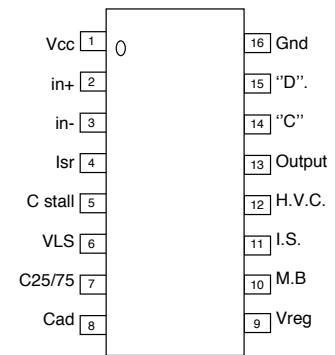 Vcc 1
in+ 2
in- 3
Isr 4
C stall 5
VLS 6
C25/75 7
Cad 8
16 Gnd
15 ‘’D’’.
14 ‘’C’’
13 Output
12 H.V.C.
11 I.S.
10 M.B
9 Vreg